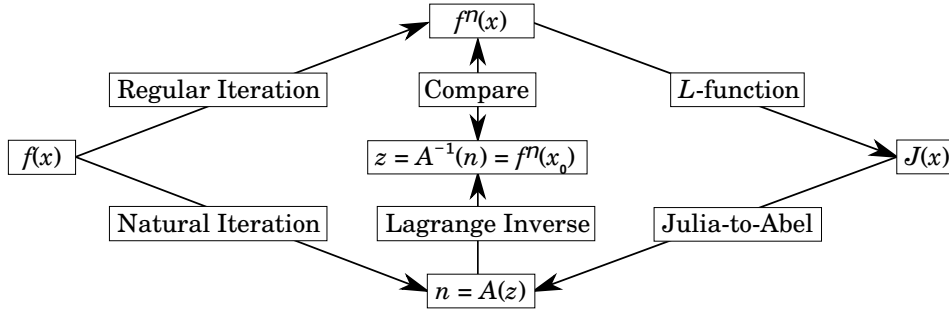 fⁿ(x)
Regular Iteration
Compare
L-function
f(x)
z = A⁻¹(n) = fⁿ(x₀)
J(x)
Natural Iteration
Lagrange Inverse
Julia-to-Abel
n = A(z)